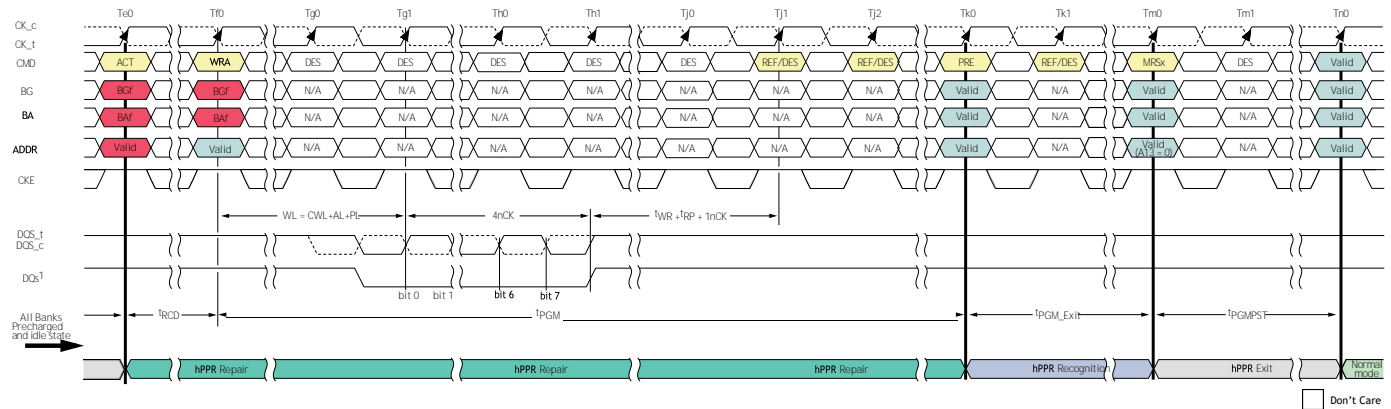 Te0 Tf0 Tg0 Tg1 Th0 Th1 Tj0 Tj1 Tj2 Tk0 Tk1 Tm0 Tm1 Tn0
CK_c
CK_t
CMD ACT WRA DES DES DES DES DES REF/DES REF/DES PRE REF/DES MRSx DES Valid
BG BGf BGf N/A N/A N/A N/A N/A N/A N/A Valid N/A Valid N/A Valid
BA BAf BAf N/A N/A N/A N/A N/A N/A N/A Valid N/A Valid N/A Valid
ADDR Valid Valid N/A N/A N/A N/A N/A N/A N/A Valid N/A Valid N/A Valid
(A13 = 0)
CKE
WL = CWL+AL+PL 4nCK tWR +tRP + 1nCK
DQS_t
DQS_c
DQs1
bit 0 bit 1 bit 6 bit 7
All Banks
Precharged
and idle state
tRCD tPGM tPGM_Exit tPGMPST
hPPR Repair hPPR Repair hPPR Repair hPPR Recognition hPPR Exit Normal
mode
Don't Care